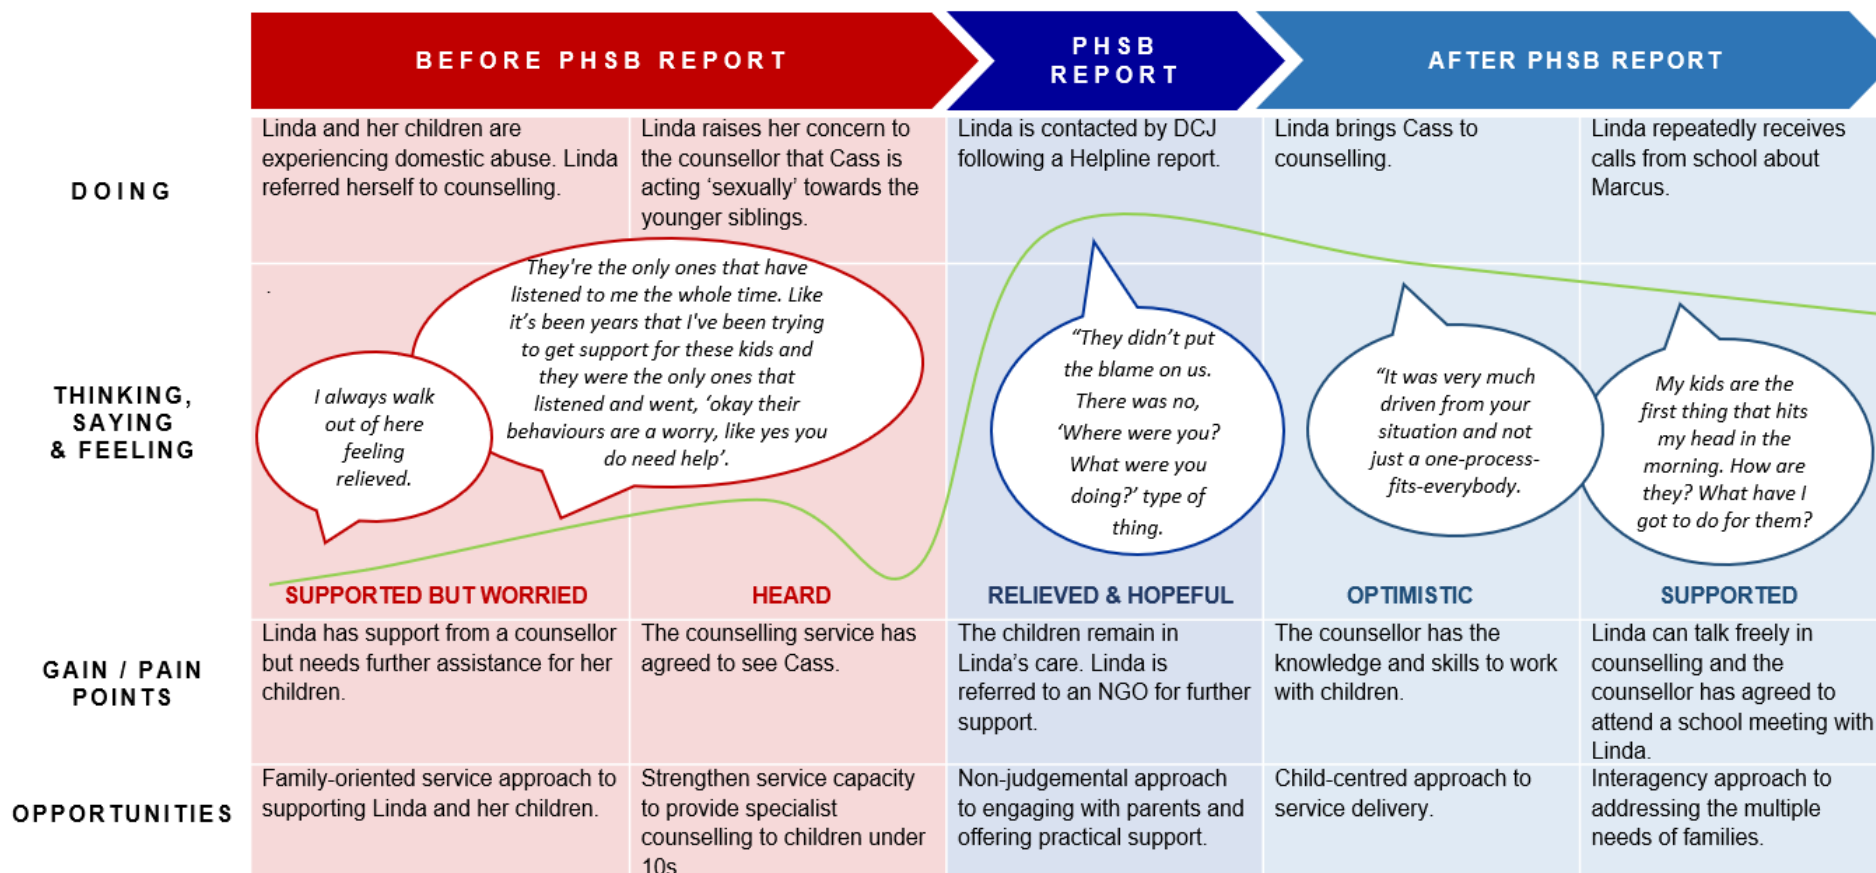 BEFORE PHSB REPORT
PHSB
REPORT
AFTER PHSB REPORT
DOING
Linda and her children are
experiencing domestic abuse. Linda
referred herself to counselling.
Linda raises her concern to
the counsellor that Cass is
acting ‘sexually’ towards the
younger siblings.
Linda is contacted by DCJ
following a Helpline report.
Linda brings Cass to
counselling.
Linda repeatedly receives
calls from school about
Marcus.
THINKING,
SAYING
& FEELING
.
I always walk
out of here
feeling
relieved.
They're the only ones that have
listened to me the whole time. Like
it’s been years that I've been trying
to get support for these kids and
they were the only ones that
listened and went, ‘okay their
behaviours are a worry, like yes you
do need help’.
“They didn’t put
the blame on us.
There was no,
‘Where were you?
What were you
doing?’ type of
thing.
“It was very much
driven from your
situation and not
just a one-process-
fits-everybody.
My kids are the
first thing that hits
my head in the
morning. How are
they? What have I
got to do for them?
SUPPORTED BUT WORRIED
HEARD
RELIEVED & HOPEFUL
OPTIMISTIC
SUPPORTED
GAIN / PAIN
POINTS
Linda has support from a counsellor
but needs further assistance for her
children.
The counselling service has
agreed to see Cass.
The children remain in
Linda’s care. Linda is
referred to an NGO for further
support.
The counsellor has the
knowledge and skills to work
with children.
Linda can talk freely in
counselling and the
counsellor has agreed to
attend a school meeting with
Linda.
OPPORTUNITIES
Family-oriented service approach to
supporting Linda and her children.
Strengthen service capacity
to provide specialist
counselling to children under
10s
Non-judgemental approach
to engaging with parents and
offering practical support.
Child-centred approach to
service delivery.
Interagency approach to
addressing the multiple
needs of families.